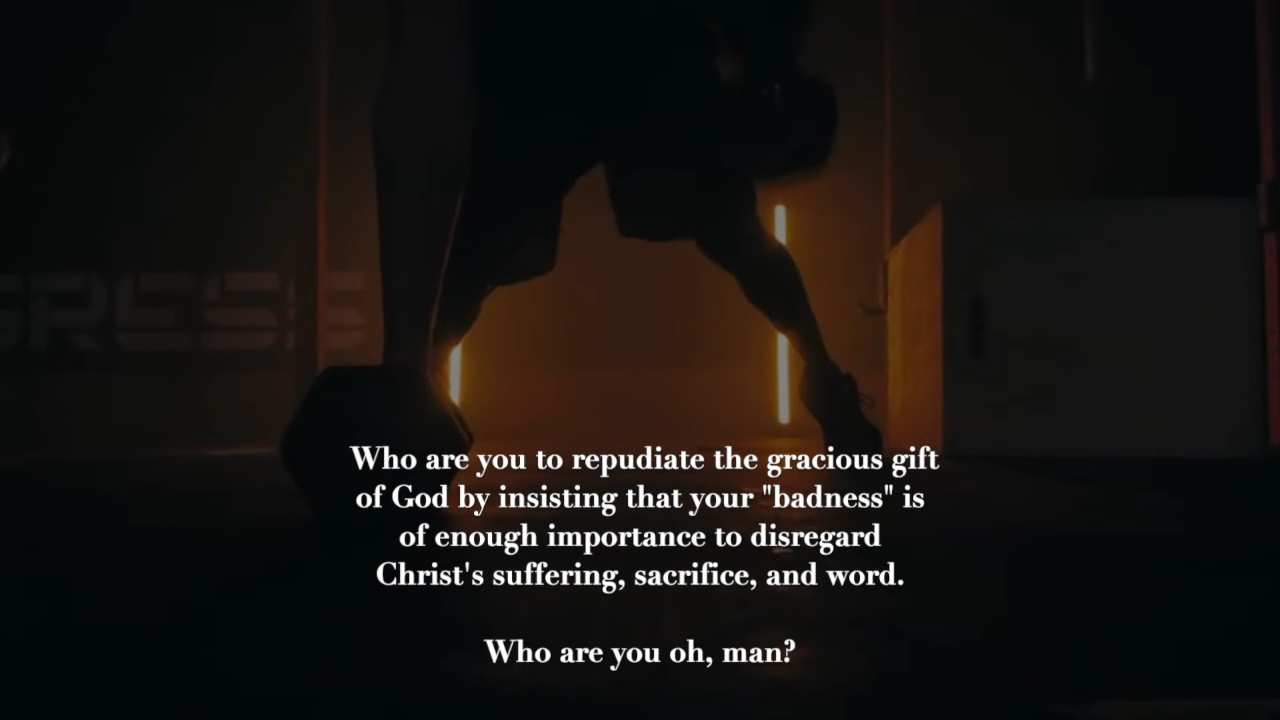 GRESS
Who are you to repudiate the gracious gift
of God by insisting that your "badness" is
of enough importance to disregard
Christ's suffering, sacrifice, and word.
Who are you oh, man?